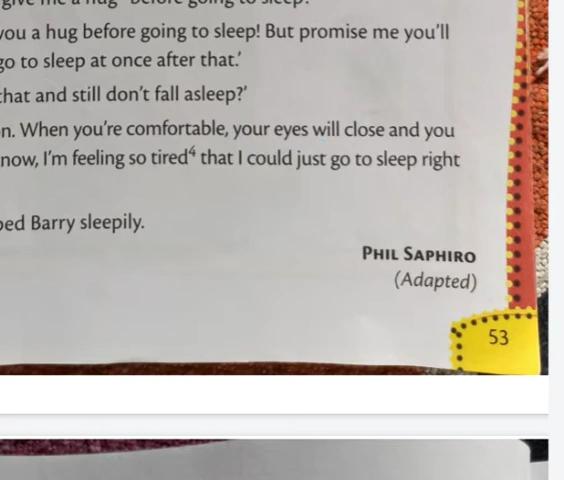 give me a hug before going to sleep?
you a hug before going to sleep! But promise me you'll
go to sleep at once after that.'
that and still don't fall asleep?'
n. When you're comfortable, your eyes will close and you
now, I'm feeling so tired⁴ that I could just go to sleep right
ped Barry sleepily.
PHIL SAPHIRO
(Adapted)
53